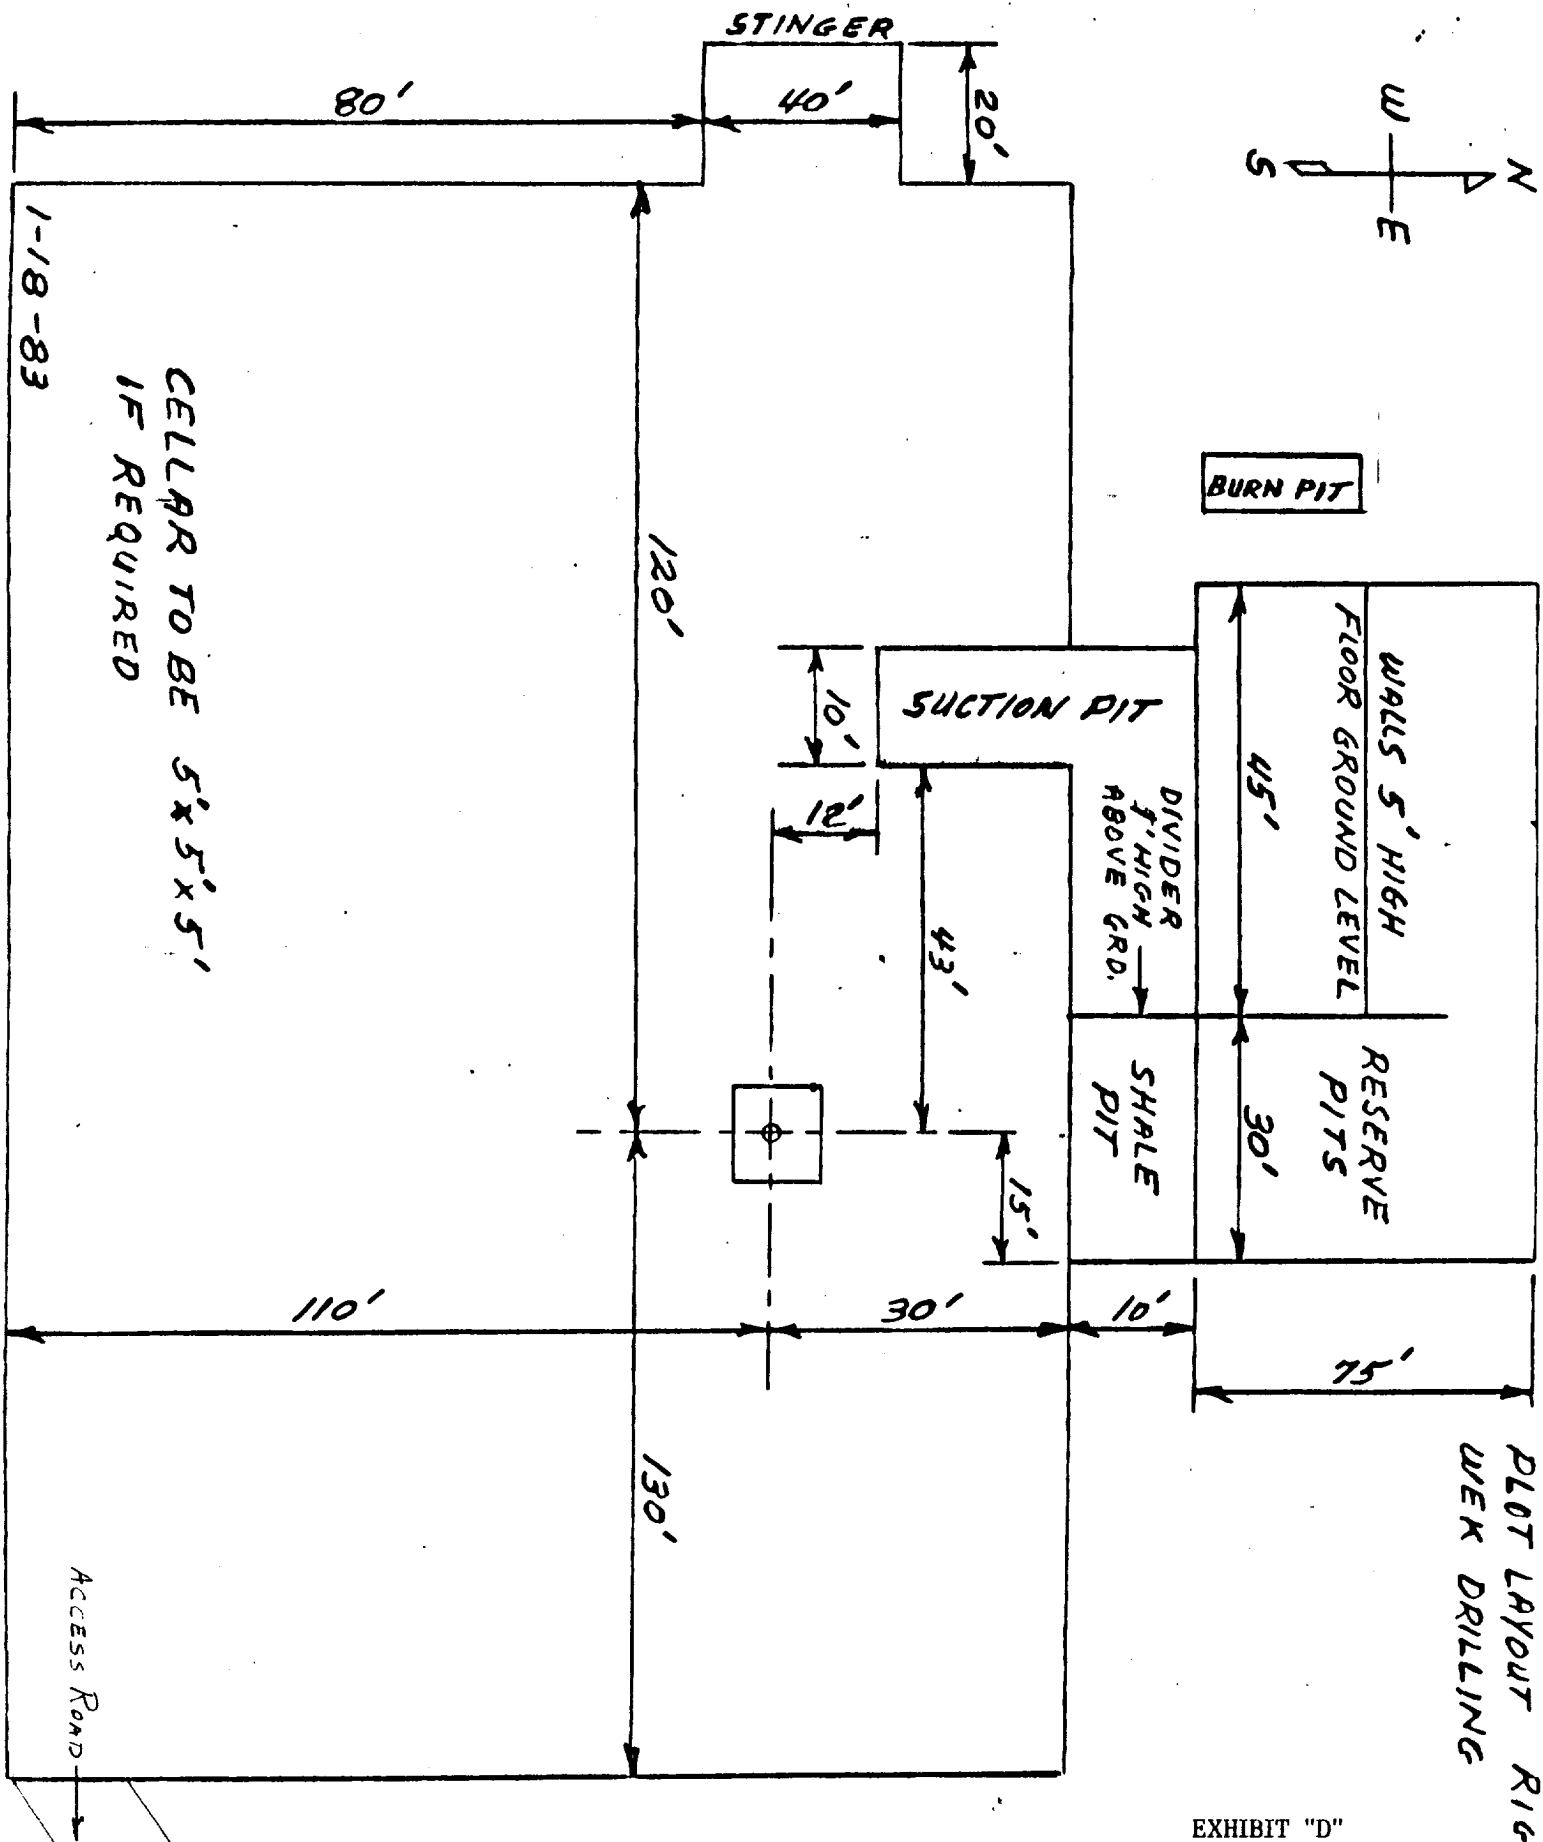 PLOT LAYOUT RIG
WEK DRILLING
N
W E
S
STINGER
20'
40'
80'
BURN PIT
WALLS 5' HIGH
FLOOR GROUND LEVEL
45'
RESERVE
PITS
30'
75'
SUCTION PIT
DIVIDER
HIGH
ABOVE GRD.
SHALE
PIT
10'
10'
12'
43'
15'
30'
110'
120'
130'
CELLAR TO BE 5'x5'x5'
IF REQUIRED
1-18-83
ACCESS ROAD
EXHIBIT "D"